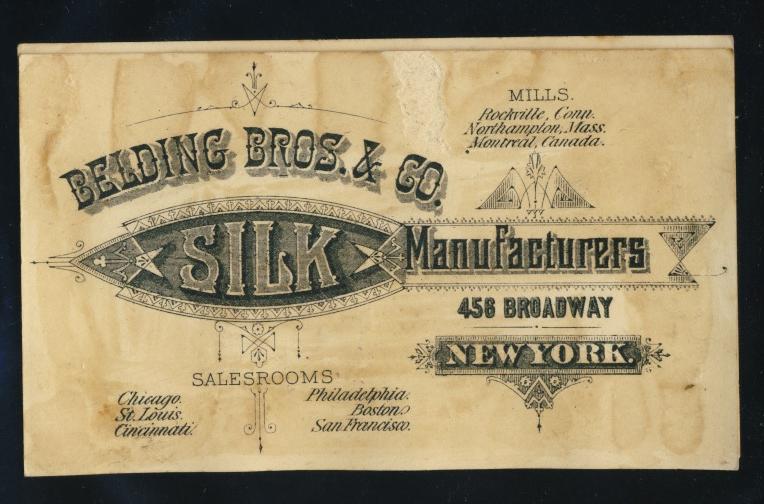 BELDING BROS. & CO.
SILK Manufacturers
456 BROADWAY
NEW YORK.
MILLS.
Rockville, Conn.
Northampton, Mass.
Montreal, Canada.
SALESROOMS
Chicago.
St. Louis.
Cincinnati.
Philadelphia.
Boston.
San Francisco.